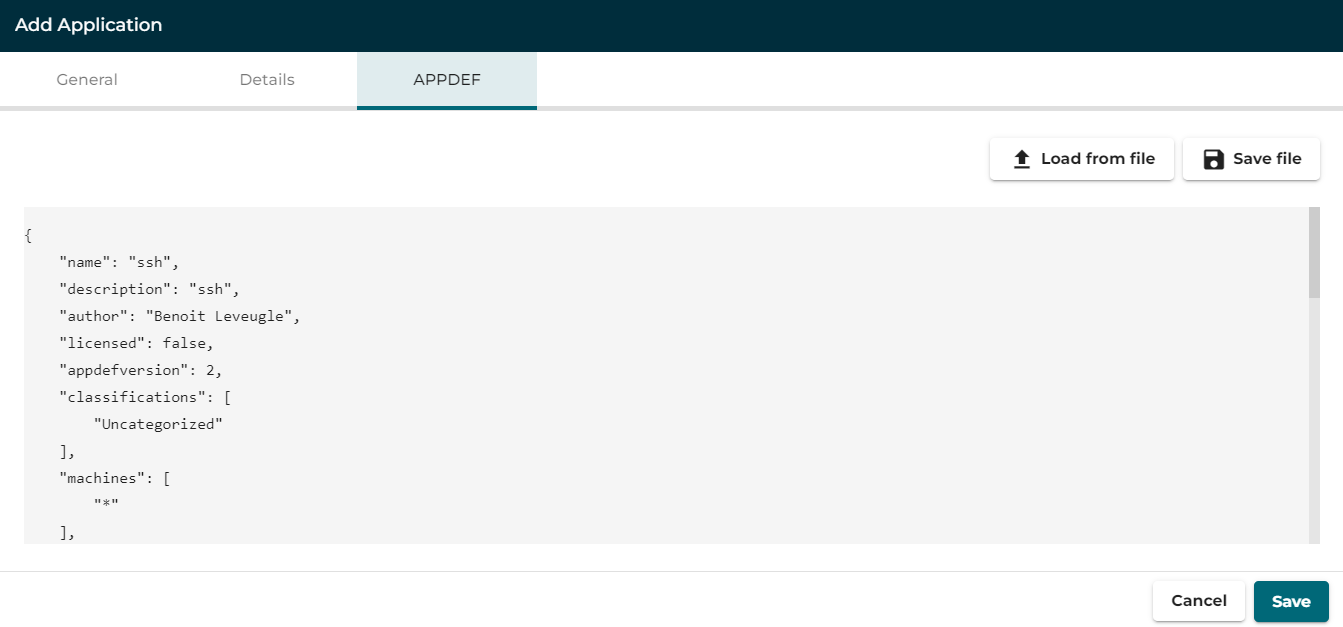 Add Application
General Details APPDEF
Load from file Save file
{
    "name": "ssh",
    "description": "ssh",
    "author": "Benoit Leveugle",
    "licensed": false,
    "appdefversion": 2,
    "classifications": [
        "Uncategorized"
    ],
    "machines": [
        "*"
    ],
Cancel Save